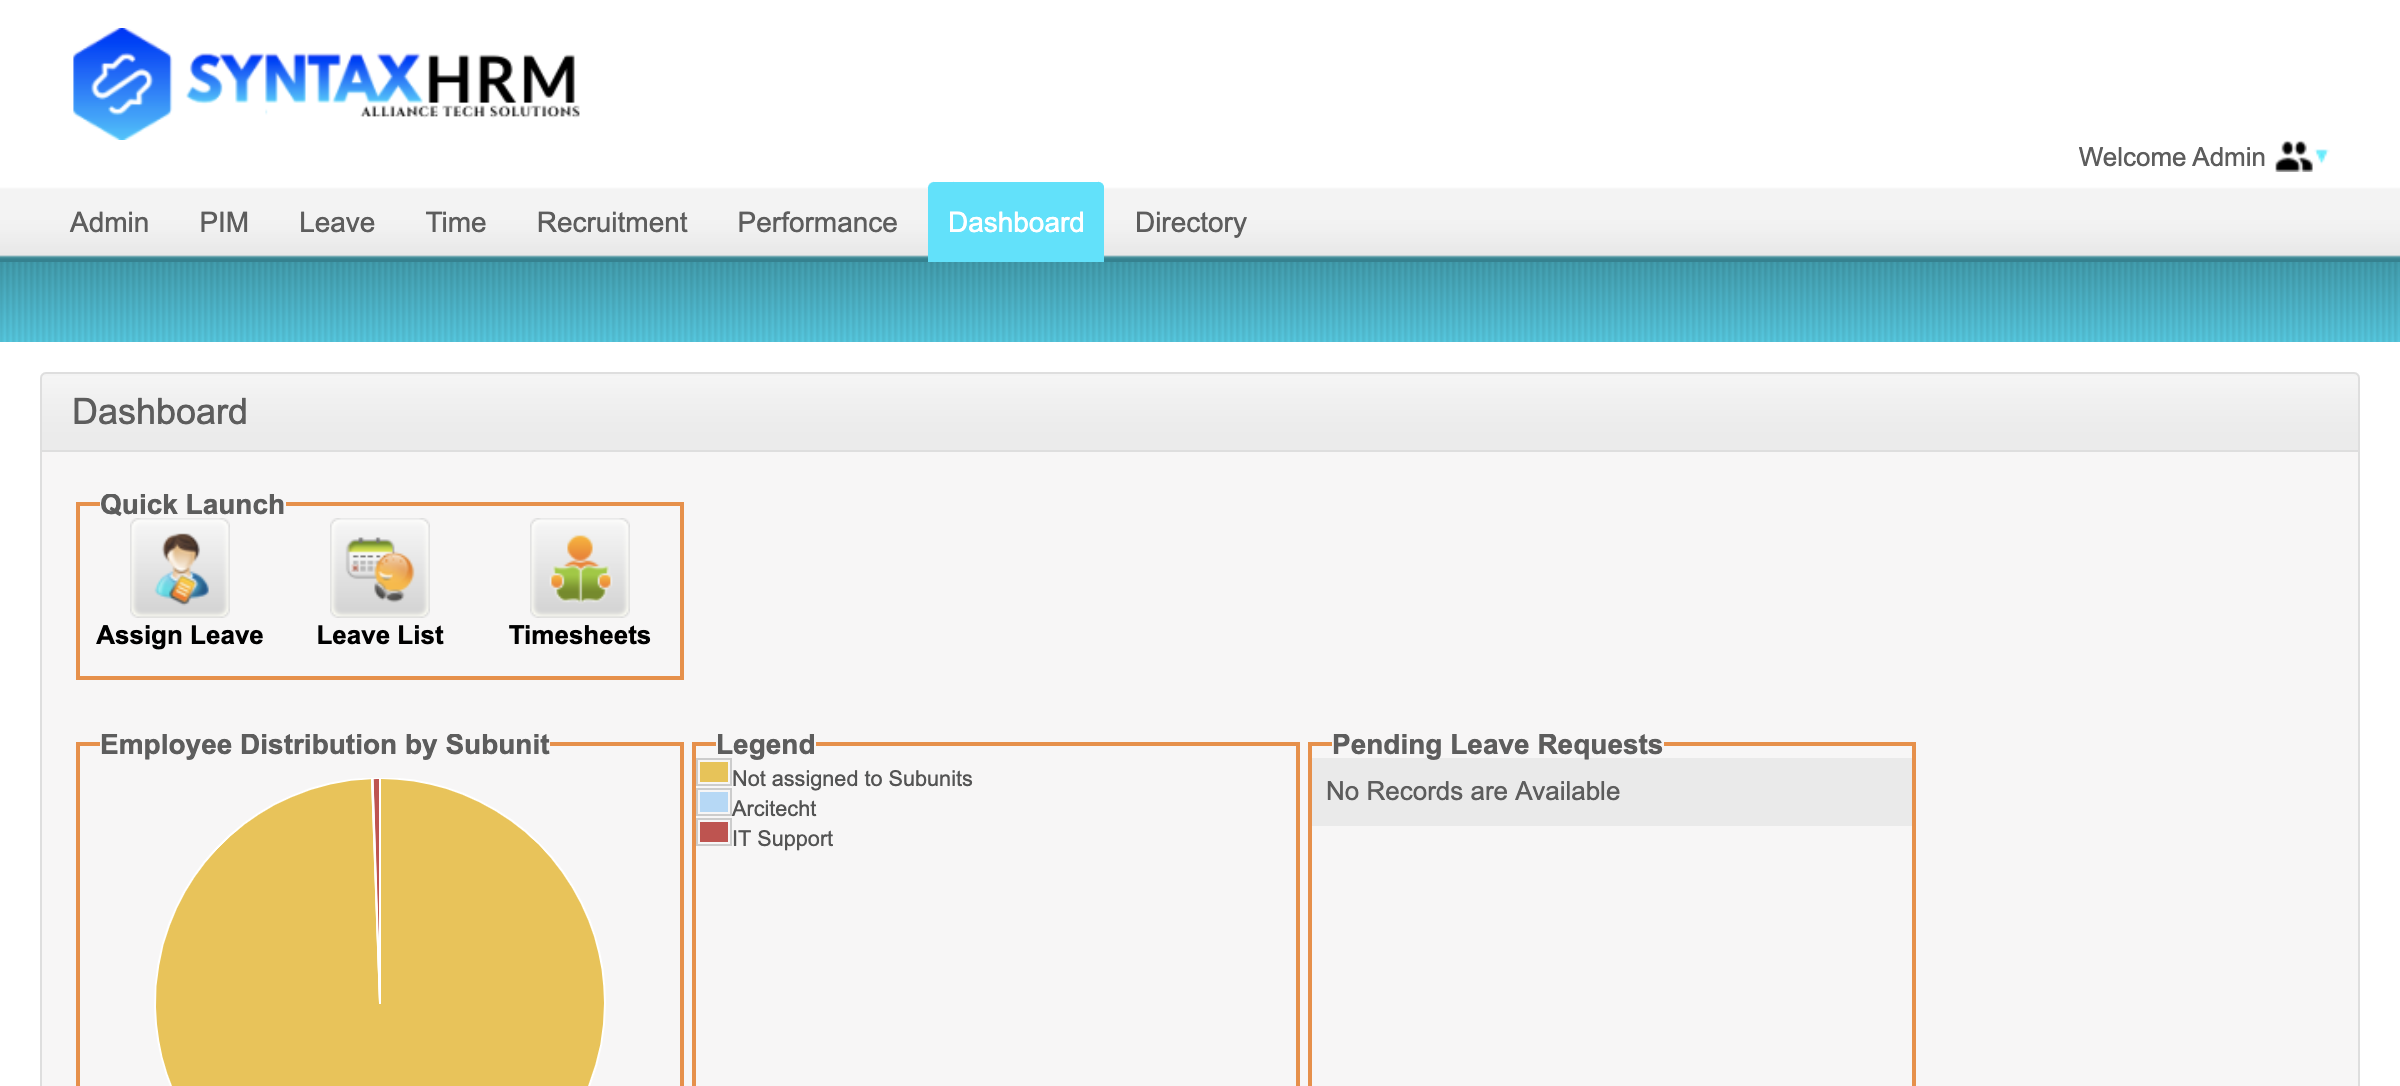 SYNTAXHRM
ALLIANCE TECH SOLUTIONS
Welcome Admin
Admin PIM Leave Time Recruitment Performance Dashboard Directory
Dashboard
Quick Launch
Assign Leave Leave List Timesheets
Employee Distribution by Subunit
Legend
Not assigned to Subunits
Arcitecht
IT Support
Pending Leave Requests
No Records are Available